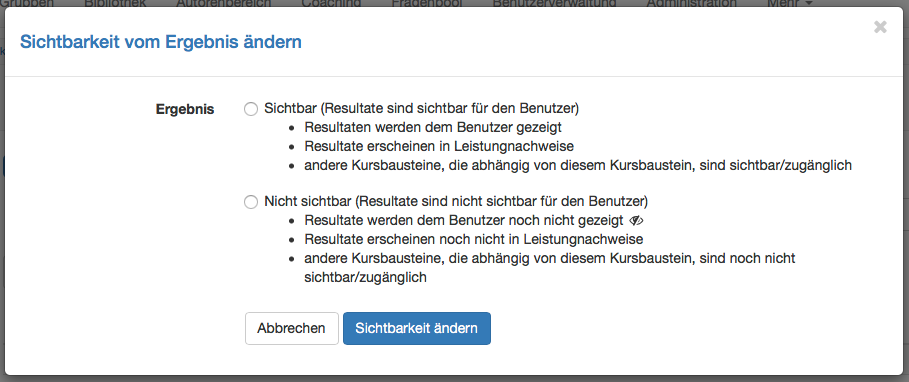 Gruppen Bibliothek Autorenbereich Coaching Fragenpool Benutzerverwaltung Administration Mehr
Sichtbarkeit vom Ergebnis ändern
Ergebnis
Sichtbar (Resultate sind sichtbar für den Benutzer)
• Resultaten werden dem Benutzer gezeigt
• Resultate erscheinen in Leistungnachweise
• andere Kursbausteine, die abhängig von diesem Kursbaustein, sind sichtbar/zugänglich
Nicht sichtbar (Resultate sind nicht sichtbar für den Benutzer)
• Resultate werden dem Benutzer noch nicht gezeigt
• Resultate erscheinen noch nicht in Leistungnachweise
• andere Kursbausteine, die abhängig von diesem Kursbaustein, sind noch nicht
sichtbar/zugänglich
Abbrechen Sichtbarkeit ändern